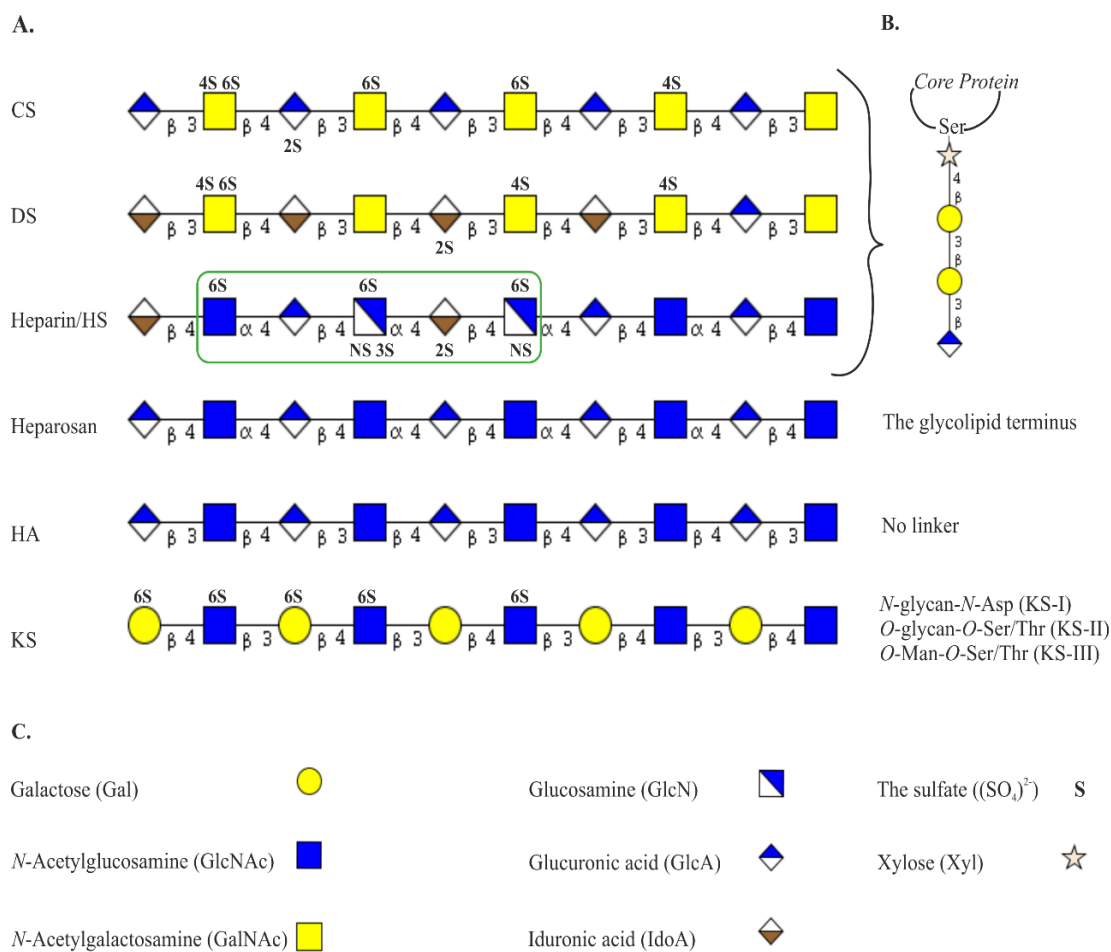 A.
B.
4S 6S 6S 6S 4S
CS
β 3 β 4 β 3 β 4 β 3 β 4 β 3 β 4 β 3
2S
4S 6S 4S 4S
DS
β 3 β 4 β 3 β 4 β 3 β 4 β 3 β 4 β 3
2S
6S 6S 6S
Heparin/HS
β 4 α 4 β 4 α 4 β 4 α 4 β 4 α 4 β 4
NS 3S 2S NS
Heparosan
β 4 α 4 β 4 α 4 β 4 α 4 β 4 α 4 β 4
HA
β 3 β 4 β 3 β 4 β 3 β 4 β 3 β 4 β 3
6S 6S 6S 6S 6S
KS
β 4 β 3 β 4 β 3 β 4 β 3 β 4 β 3 β 4
Core Protein
Ser
4
β
3
β
3
β
The glycolipid terminus
No linker
N-glycan-N-Asp (KS-I)
O-glycan-O-Ser/Thr (KS-II)
O-Man-O-Ser/Thr (KS-III)
C.
Galactose (Gal)
Glucosamine (GlcN)
The sulfate ((SO₄)²⁻) S
N-Acetylglucosamine (GlcNAc)
Glucuronic acid (GlcA)
Xylose (Xyl)
N-Acetylgalactosamine (GalNAc)
Iduronic acid (IdoA)